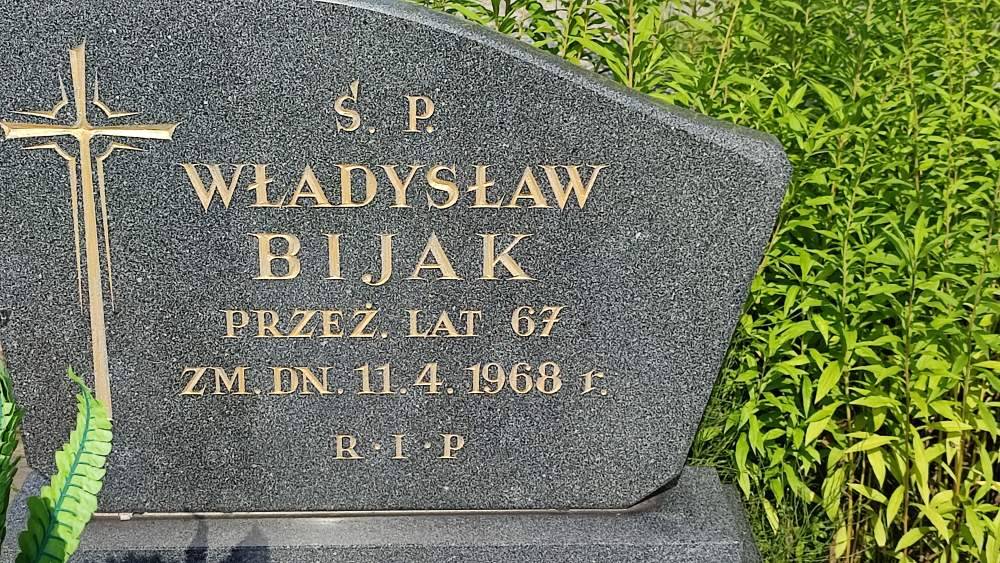 Ś. P.
WŁADYSŁAW
BIJAK
PRZEŻ. LAT 67
ZM. DN. 11. 4. 1968 r.
R · I · P